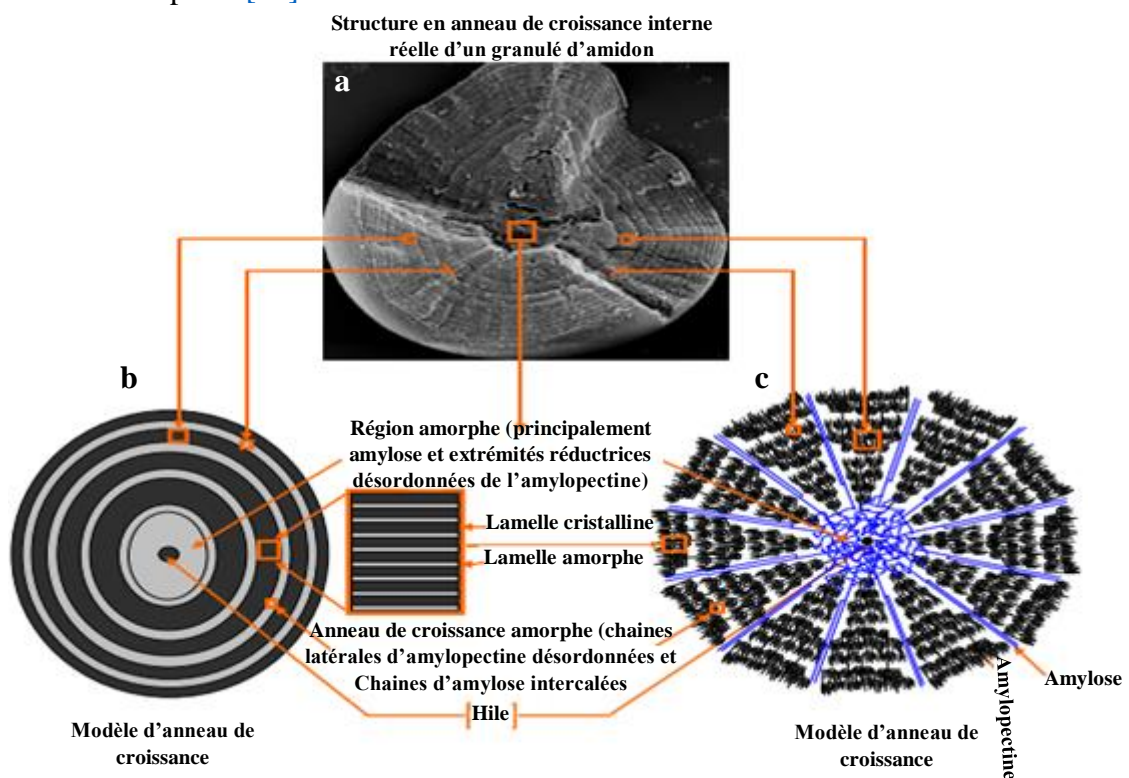 Structure en anneau de croissance interne
réelle d'un granulé d'amidon
a
b
c
Région amorphe (principalement
amylose et extrémités réductrices
désordonnées de l'amylopectine)
Lamelle cristalline
Lamelle amorphe
Anneau de croissance amorphe (chaines
latérales d'amylopectine désordonnées et
Chaines d'amylose intercalées
Hile
Amylose
Amylopectine
Modèle d'anneau de
croissance
Modèle d'anneau de
croissance